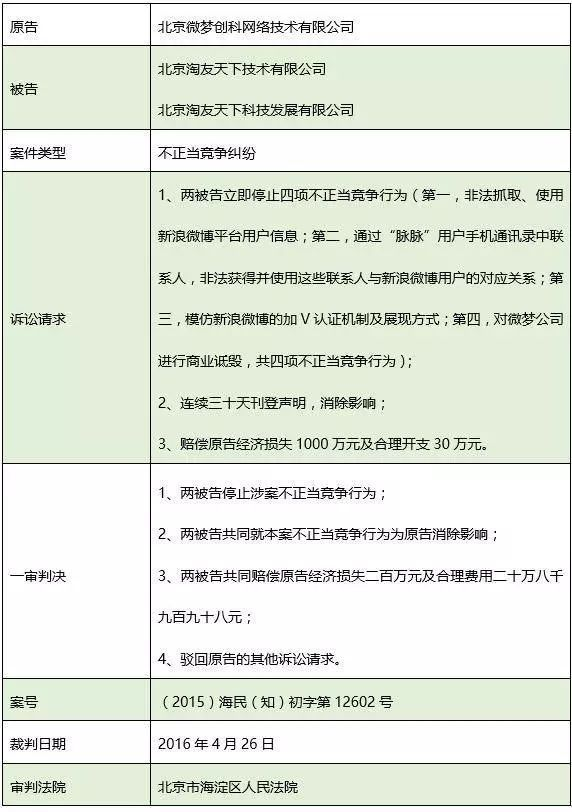 原告
北京微梦创科网络技术有限公司
被告
北京淘友天下技术有限公司
北京淘友天下科技发展有限公司
案件类型
不正当竞争纠纷
诉讼请求
1、两被告立即停止四项不正当竞争行为（第一，非法抓取、使用
新浪微博平台用户信息；第二，通过“脉脉”用户手机通讯录中联
系人，非法获得并使用这些联系人与新浪微博用户的对应关系；第
三，模仿新浪微博的加 V 认证机制及展现方式；第四，对微梦公司
进行商业诋毁，共四项不正当竞争行为）；
2、连续三十天刊登声明，消除影响；
3、赔偿原告经济损失 1000 万元及合理开支 30 万元。
一审判决
1、两被告停止涉案不正当竞争行为；
2、两被告共同就本案不正当竞争行为为原告消除影响；
3、两被告共同赔偿原告经济损失二百万元及合理费用二十万八千
九百九十八元；
4、驳回原告的其他诉讼请求。
案号
（2015）海民（知）初字第 12602 号
裁判日期
2016 年 4 月 26 日
审判法院
北京市海淀区人民法院